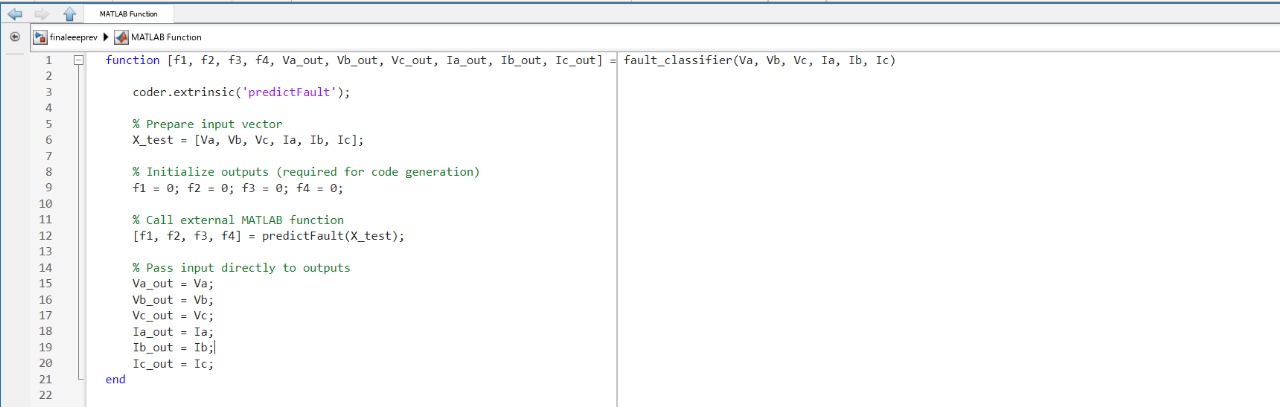 MATLAB Function
finaleeeprev ▶ MATLAB Function
1 function [f1, f2, f3, f4, Va_out, Vb_out, Vc_out, Ia_out, Ib_out, Ic_out] = fault_classifier(Va, Vb, Vc, Ia, Ib, Ic)
2
3 coder.extrinsic('predictFault');
4
5 % Prepare input vector
6 X_test = [Va, Vb, Vc, Ia, Ib, Ic];
7
8 % Initialize outputs (required for code generation)
9 f1 = 0; f2 = 0; f3 = 0; f4 = 0;
10
11 % Call external MATLAB function
12 [f1, f2, f3, f4] = predictFault(X_test);
13
14 % Pass input directly to outputs
15 Va_out = Va;
16 Vb_out = Vb;
17 Vc_out = Vc;
18 Ia_out = Ia;
19 Ib_out = Ib;
20 Ic_out = Ic;
21 end
22